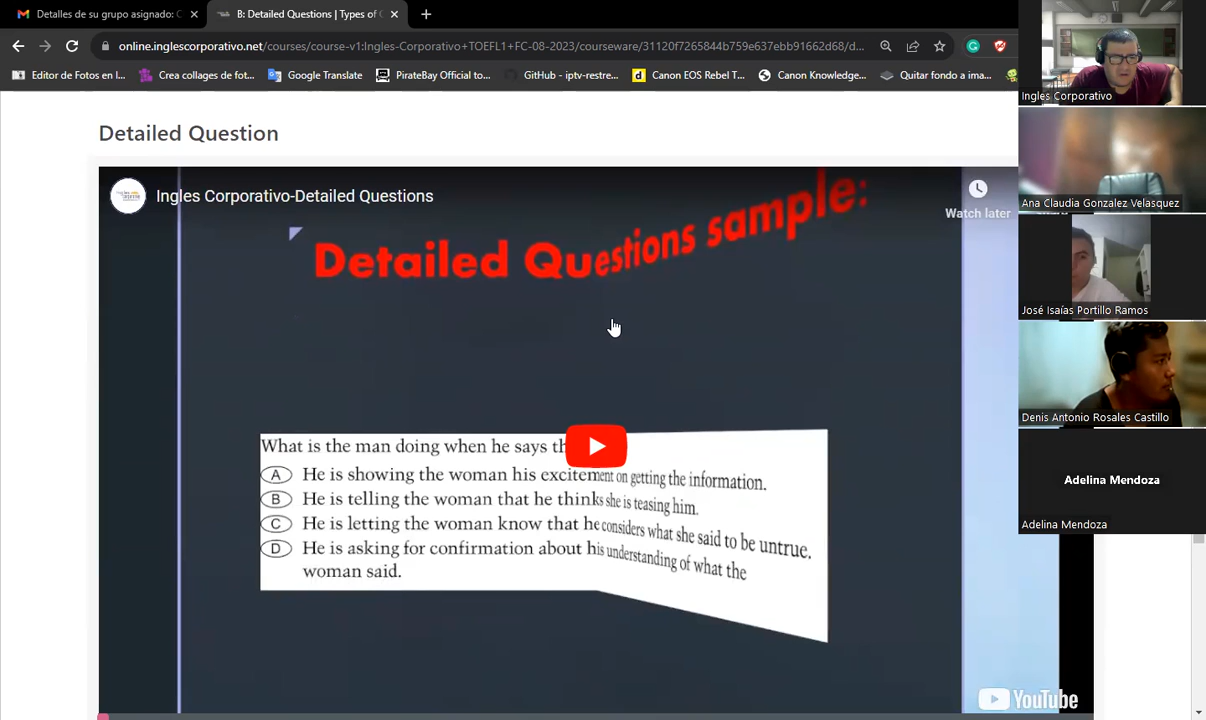 Detalles de su grupo asignado: C
B: Detailed Questions | Types of C
online.inglescorporativo.net/courses/course-v1:Ingles-Corporativo+TOEFL1+FC-08-2023/courseware/31120f7265844b759e637ebb91662d68/d...
Editor de Fotos en l...
Crea collages de fot...
Google Translate
PirateBay Official to...
GitHub - iptv-restre...
Canon EOS Rebel T...
Canon Knowledge...
Quitar fondo a ima...
Detailed Question
Ingles Corporativo-Detailed Questions
Watch later
Detailed Questions sample:
What is the man doing when he says th
A He is showing the woman his excitement on getting the information.
B He is telling the woman that he thinks she is teasing him.
C He is letting the woman know that he considers what she said to be untrue.
D He is asking for confirmation about his understanding of what the
woman said.
YouTube
Ingles Corporativo
Ana Claudia Gonzalez Velasquez
José Isaías Portillo Ramos
Denis Antonio Rosales Castillo
Adelina Mendoza
Adelina Mendoza